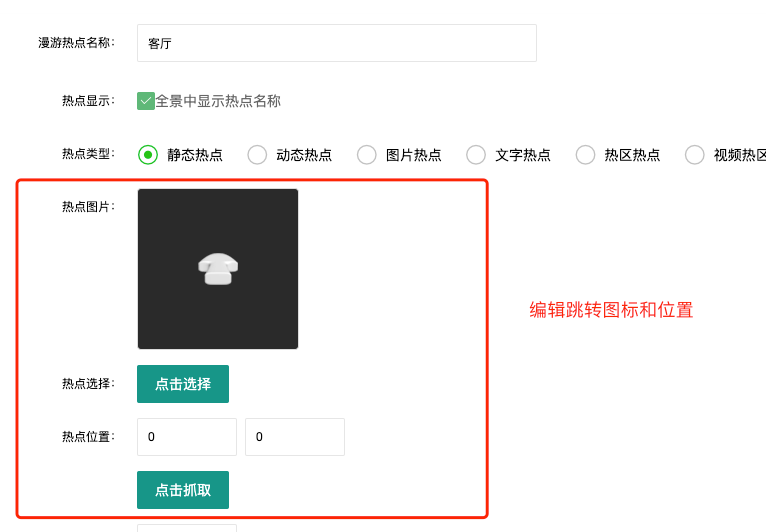 漫游热点名称：
客厅
热点显示：
全景中显示热点名称
热点类型：
静态热点 动态热点 图片热点 文字热点 热区热点 视频热区
热点图片：
编辑跳转图标和位置
热点选择：
点击选择
热点位置：
0 0
点击抓取